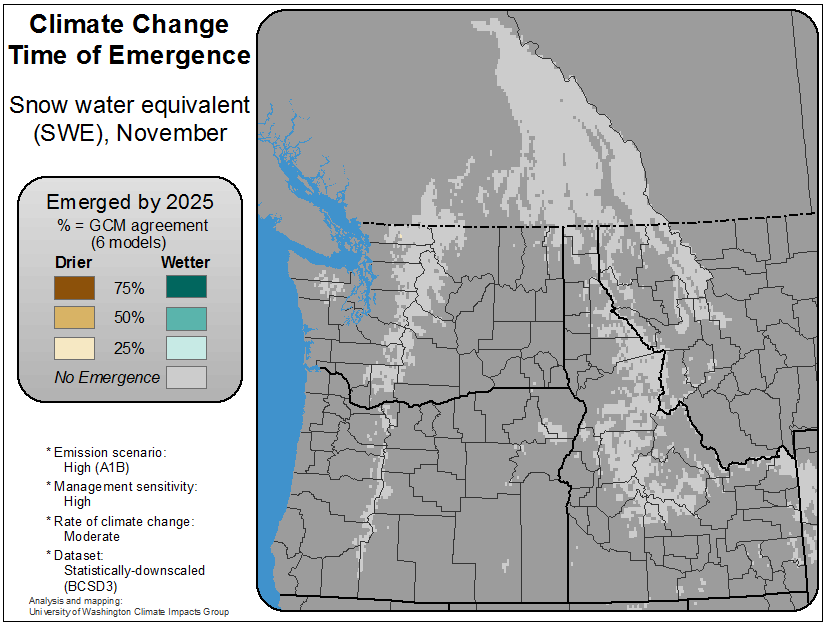 Climate Change
Time of Emergence
Snow water equivalent
(SWE), November
Emerged by 2025
% = GCM agreement
(6 models)
Drier Wetter
75%
50%
25%
No Emergence
* Emission scenario:
High (A1B)
* Management sensitivity:
High
* Rate of climate change:
Moderate
* Dataset:
Statistically-downscaled
(BCSD3)
Analysis and mapping:
University of Washington Climate Impacts Group